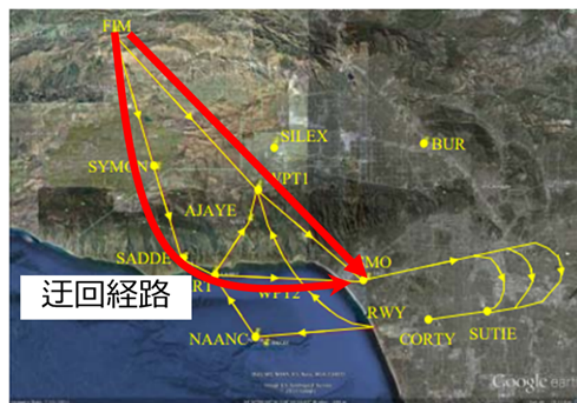 FIM
SILEX
BUR
SYMON
WPT1
AJAYE
SADDE
SMO
WPT2
迂回経路
RWY
NAANC
CORTY
SUTIE
Google earth